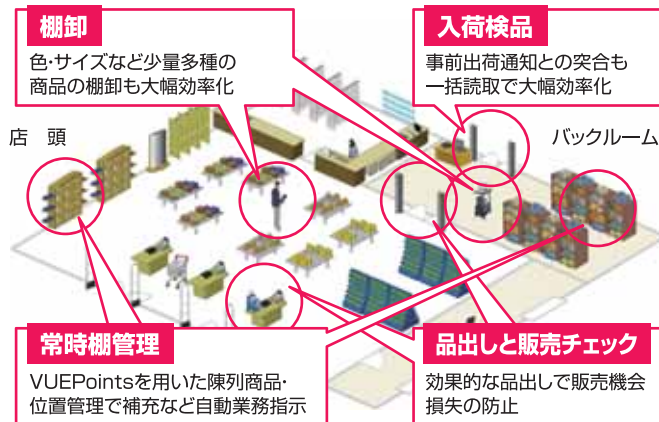 棚卸
色・サイズなど少量多種の
商品の棚卸も大幅効率化
入荷検品
事前出荷通知との突合も
一括読取で大幅効率化
店 頭
バックルーム
常時棚管理
VUEPointsを用いた陳列商品・
位置管理で補充など自動業務指示
品出しと販売チェック
効果的な品出しで販売機会
損失の防止